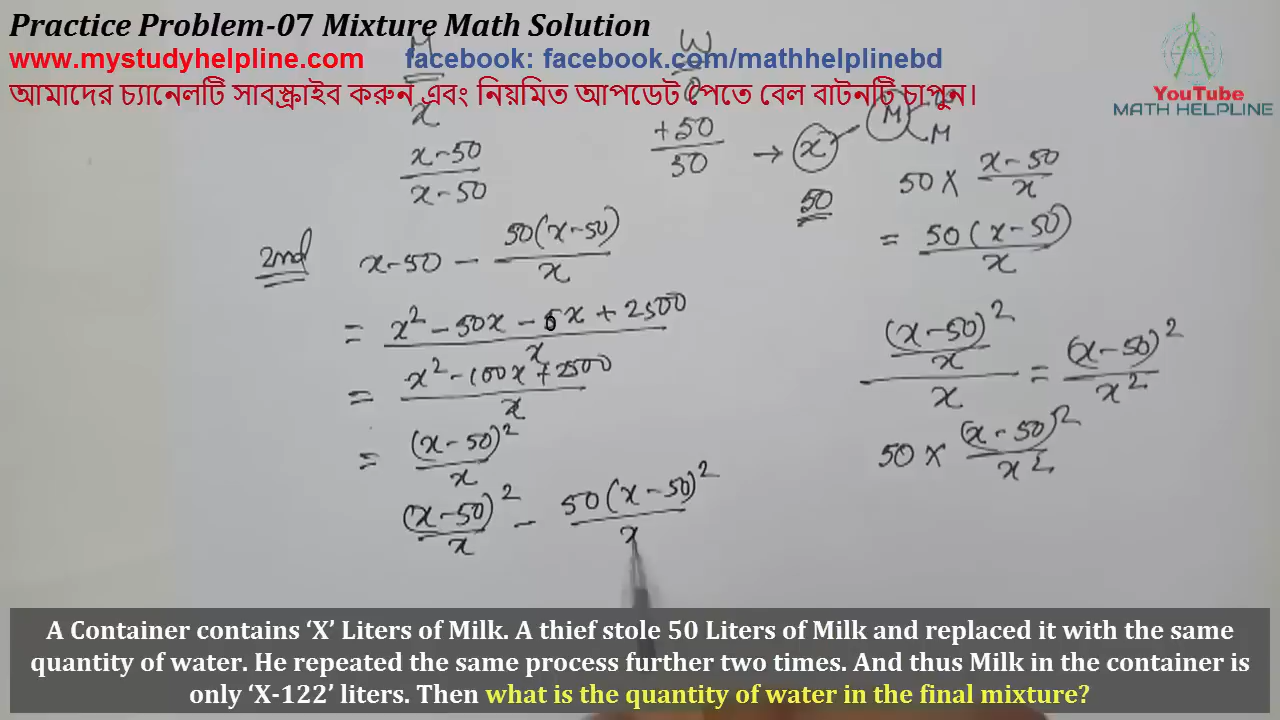 Practice Problem-07 Mixture Math Solution
www.mystudyhelpline.com facebook: facebook.com/mathhelplinebd
আমাদের চ্যানেলটি সাবস্ক্রাইব করুন এবং নিয়মিত আপডেট পেতে বেল বাটনটি চাপুন।
YouTube
MATH HELPLINE
M
x
x-50
x-50
W
0
+50
50
→ x
50
M
M
50 × (x-50)/x
= 50(x-50)/x
2nd x-50 - 50(x-50)/x
= (x² - 50x - 50x + 2500)/x
= (x² - 100x + 2500)/x
= (x-50)²/x
(x-50)²/x - 50(x-50)²/x
((x-50)²/x)/x = (x-50)²/x²
50 × (x-50)²/x²
A Container contains ‘X’ Liters of Milk. A thief stole 50 Liters of Milk and replaced it with the same
quantity of water. He repeated the same process further two times. And thus Milk in the container is
only ‘X-122’ liters. Then what is the quantity of water in the final mixture?